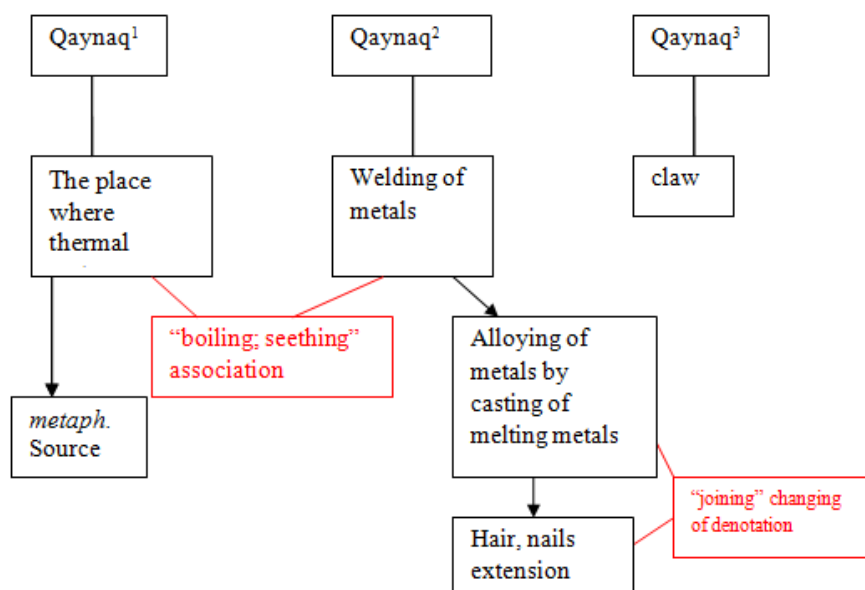 Qaynaq¹
Qaynaq²
Qaynaq³
The place
where
thermal
Welding of
metals
claw
“boiling; seething”
association
Alloying of
metals by
casting of
melting metals
metaph.
Source
“joining” changing
of denotation
Hair, nails
extension